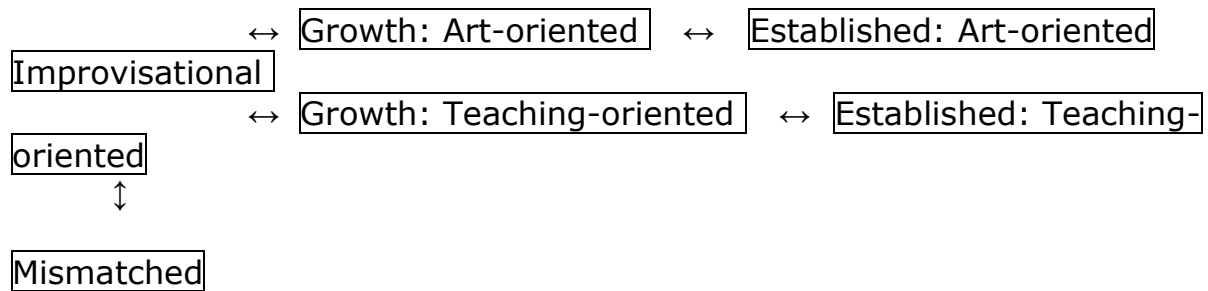 ↔ Growth: Art-oriented ↔ Established: Art-oriented
Improvisational
↔ Growth: Teaching-oriented ↔ Established: Teaching-
oriented
↕
Mismatched